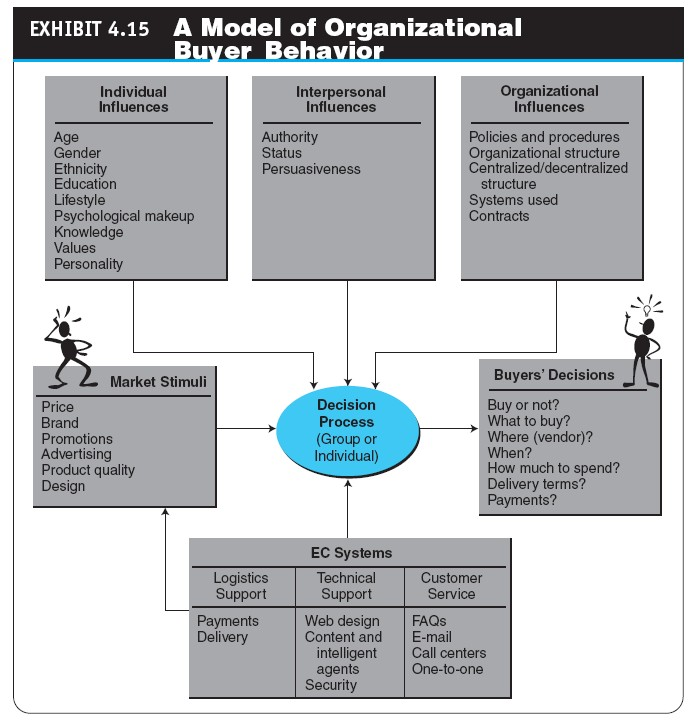 EXHIBIT 4.15 A Model of Organizational
Buyer Behavior
Individual
Influences
Age
Gender
Ethnicity
Education
Lifestyle
Psychological makeup
Knowledge
Values
Personality
Interpersonal
Influences
Authority
Status
Persuasiveness
Organizational
Influences
Policies and procedures
Organizational structure
Centralized/decentralized
structure
Systems used
Contracts
Market Stimuli
Price
Brand
Promotions
Advertising
Product quality
Design
Decision
Process
(Group or
Individual)
Buyers' Decisions
Buy or not?
What to buy?
Where (vendor)?
When?
How much to spend?
Delivery terms?
Payments?
EC Systems
Logistics
Support
Payments
Delivery
Technical
Support
Web design
Content and
intelligent
agents
Security
Customer
Service
FAQs
E-mail
Call centers
One-to-one